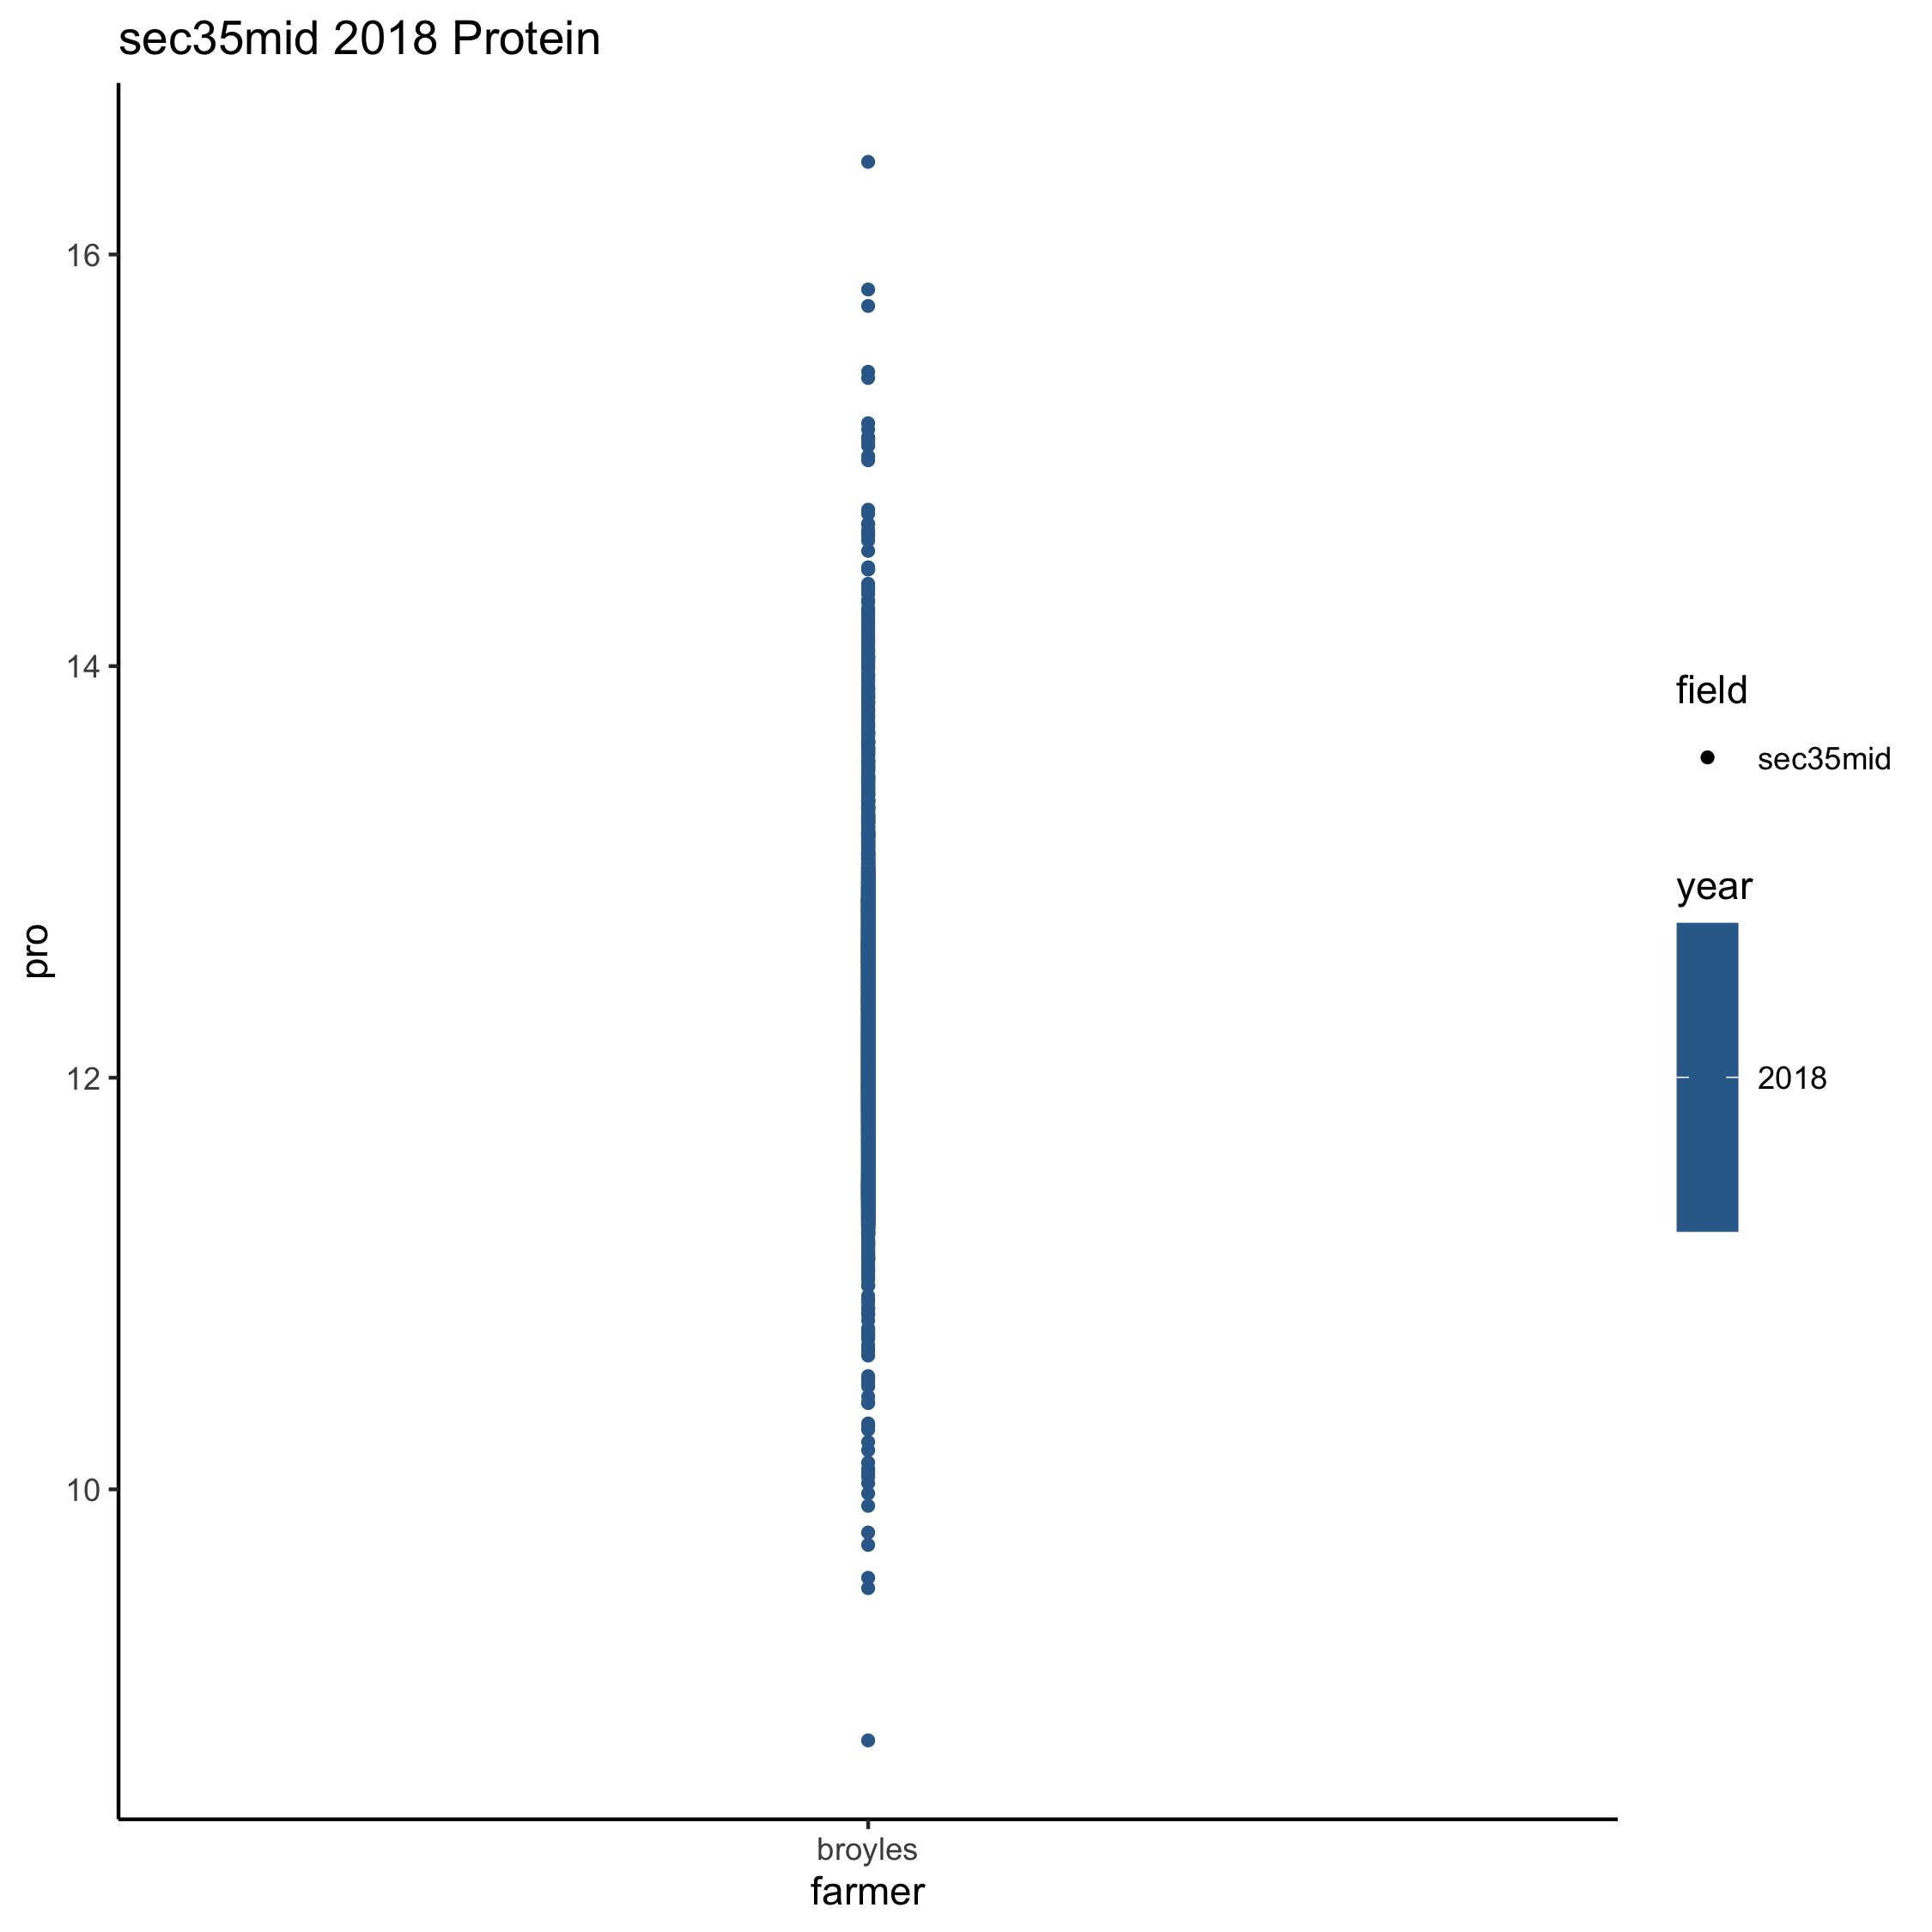 sec35mid 2018 Protein
16
14
12
10
pro
broyles
farmer
field
sec35mid
year
2018